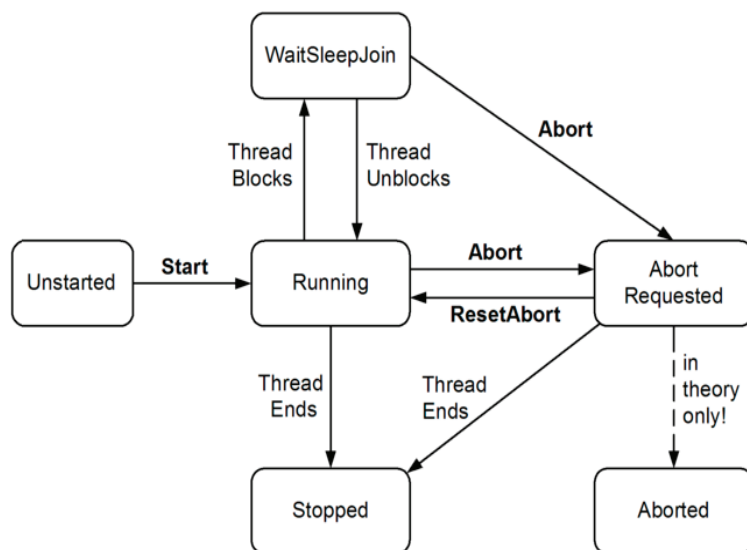 WaitSleepJoin
Abort
Thread
Blocks
Thread
Unblocks
Unstarted
Start
Running
Abort
ResetAbort
Abort
Requested
Thread
Ends
Thread
Ends
in
theory
only!
Stopped
Aborted